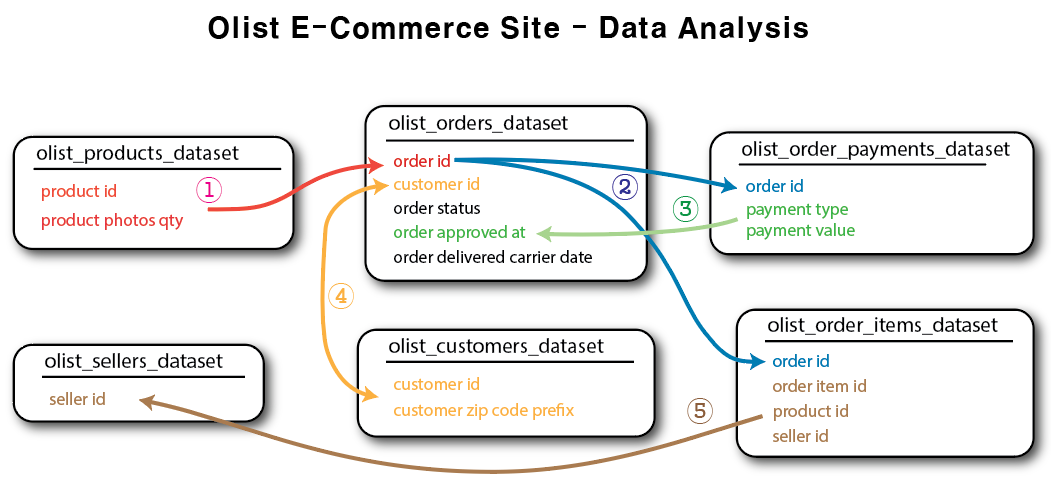 Olist E-Commerce Site - Data Analysis
olist_products_dataset
product id
product photos qty
①
olist_orders_dataset
order id
customer id
order status
order approved at
order delivered carrier date
②
③
olist_order_payments_dataset
order id
payment type
payment value
④
olist_sellers_dataset
seller id
olist_customers_dataset
customer id
customer zip code prefix
⑤
olist_order_items_dataset
order id
order item id
product id
seller id